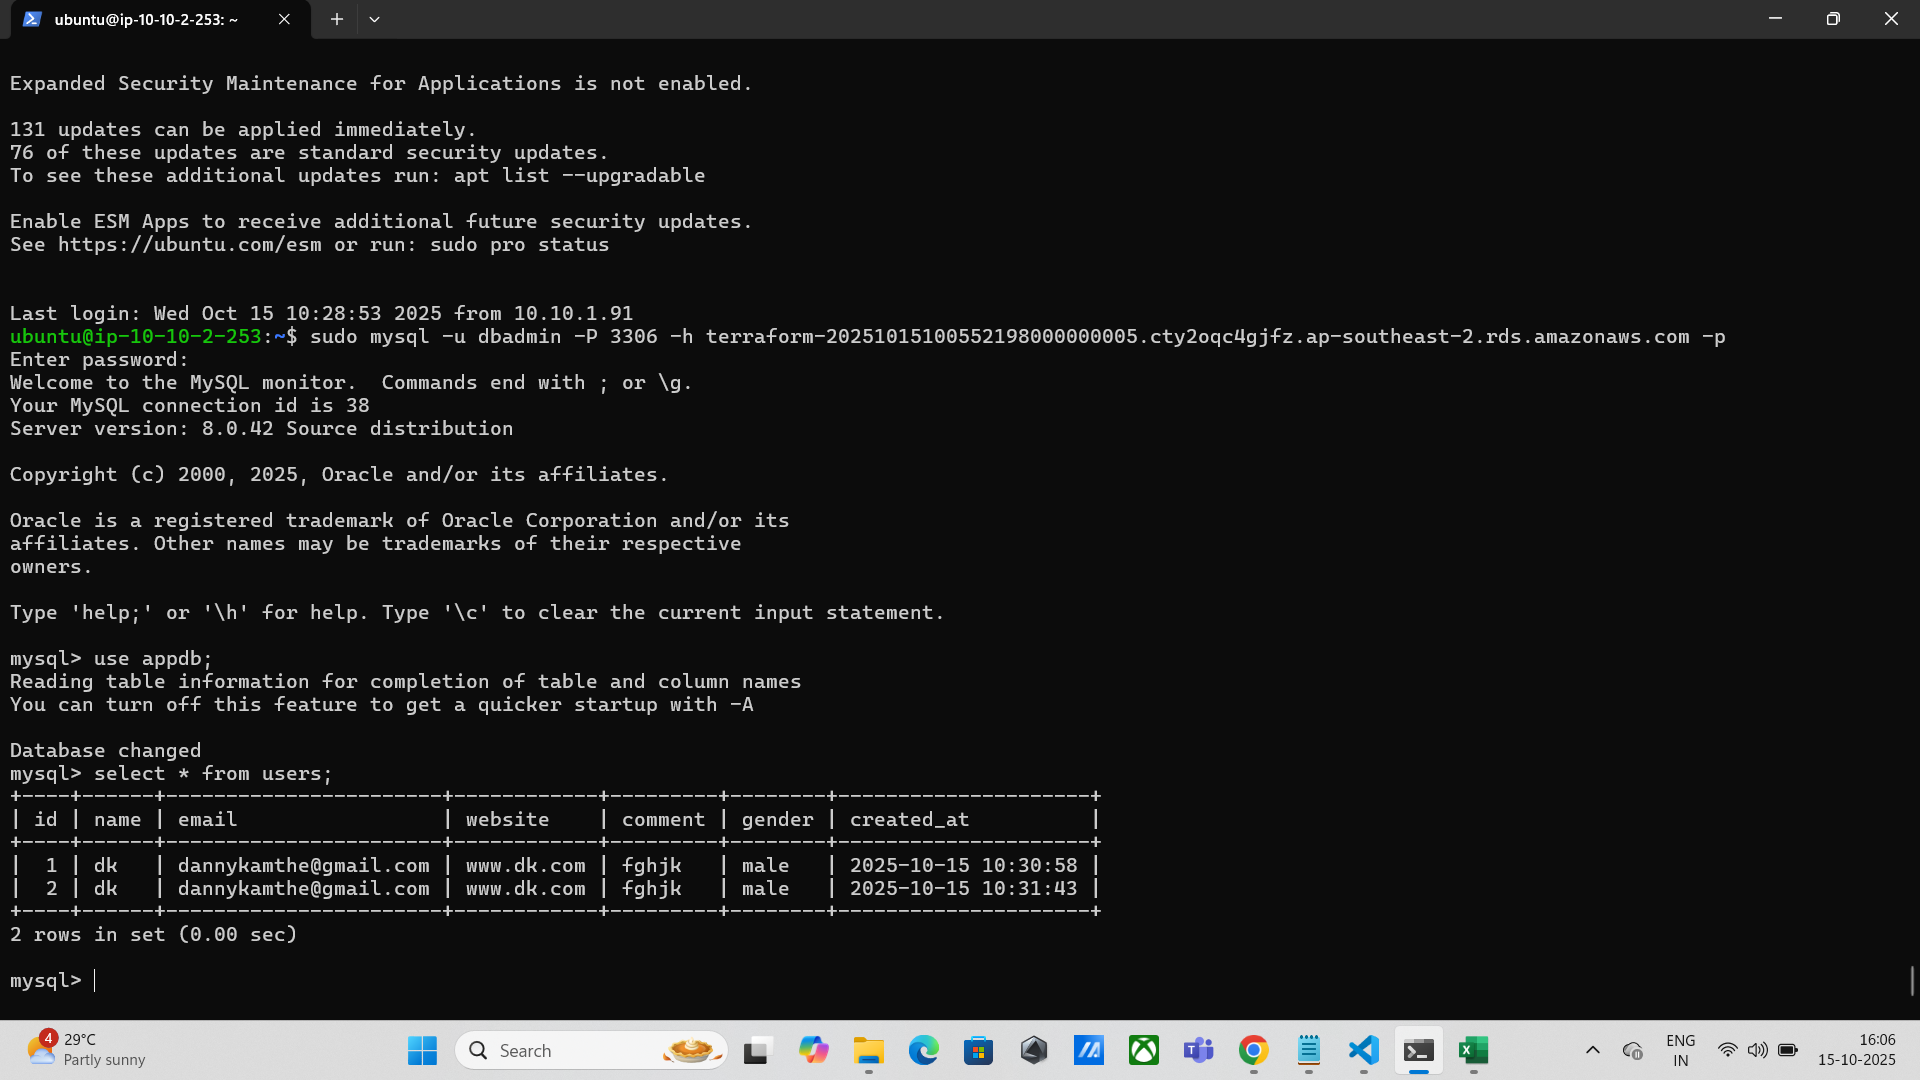 ubuntu@ip-10-10-2-253: ~
Expanded Security Maintenance for Applications is not enabled.
131 updates can be applied immediately.
76 of these updates are standard security updates.
To see these additional updates run: apt list --upgradable
Enable ESM Apps to receive additional future security updates.
See https://ubuntu.com/esm or run: sudo pro status
Last login: Wed Oct 15 10:28:53 2025 from 10.10.1.91
ubuntu@ip-10-10-2-253:~$ sudo mysql -u dbadmin -P 3306 -h terraform-20251015100552198000000005.cty2oqc4gjfz.ap-southeast-2.rds.amazonaws.com -p
Enter password:
Welcome to the MySQL monitor.  Commands end with ; or \g.
Your MySQL connection id is 38
Server version: 8.0.42 Source distribution
Copyright (c) 2000, 2025, Oracle and/or its affiliates.
Oracle is a registered trademark of Oracle Corporation and/or its
affiliates. Other names may be trademarks of their respective
owners.
Type 'help;' or '\h' for help. Type '\c' to clear the current input statement.
mysql> use appdb;
Reading table information for completion of table and column names
You can turn off this feature to get a quicker startup with -A
Database changed
mysql> select * from users;
+----+------+-----------------------+------------+---------+--------+---------------------+
| id | name | email                 | website    | comment | gender | created_at          |
+----+------+-----------------------+------------+---------+--------+---------------------+
|  1 | dk   | dannykamthe@gmail.com | www.dk.com | fghjk   | male   | 2025-10-15 10:30:58 |
|  2 | dk   | dannykamthe@gmail.com | www.dk.com | fghjk   | male   | 2025-10-15 10:31:43 |
+----+------+-----------------------+------------+---------+--------+---------------------+
2 rows in set (0.00 sec)
mysql>
4
29°C
Partly sunny
Search
ENG
IN
16:06
15-10-2025